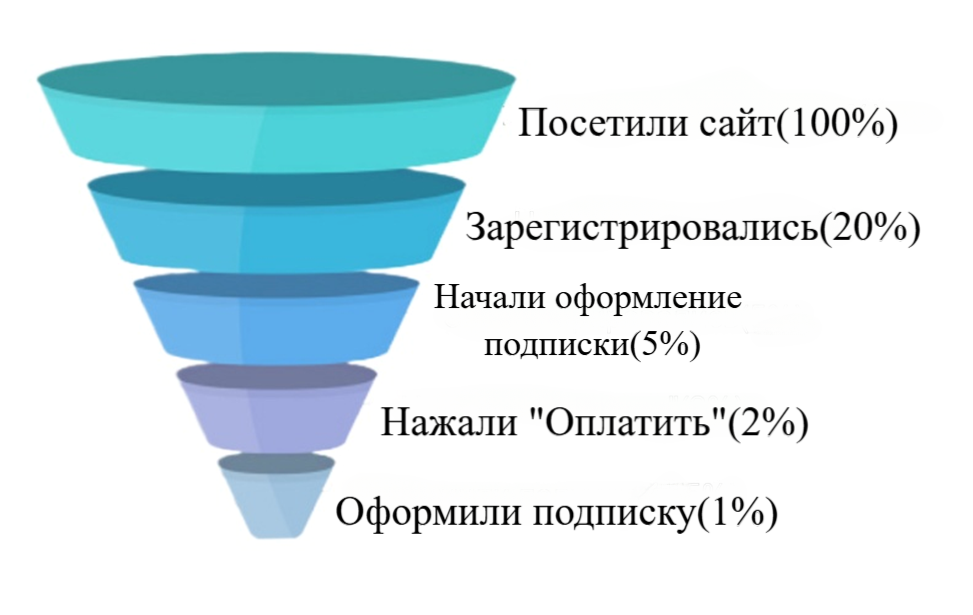 Посетили сайт(100%)
Зарегистрировались(20%)
Начали оформление
подписки(5%)
Нажали "Оплатить"(2%)
Оформили подписку(1%)